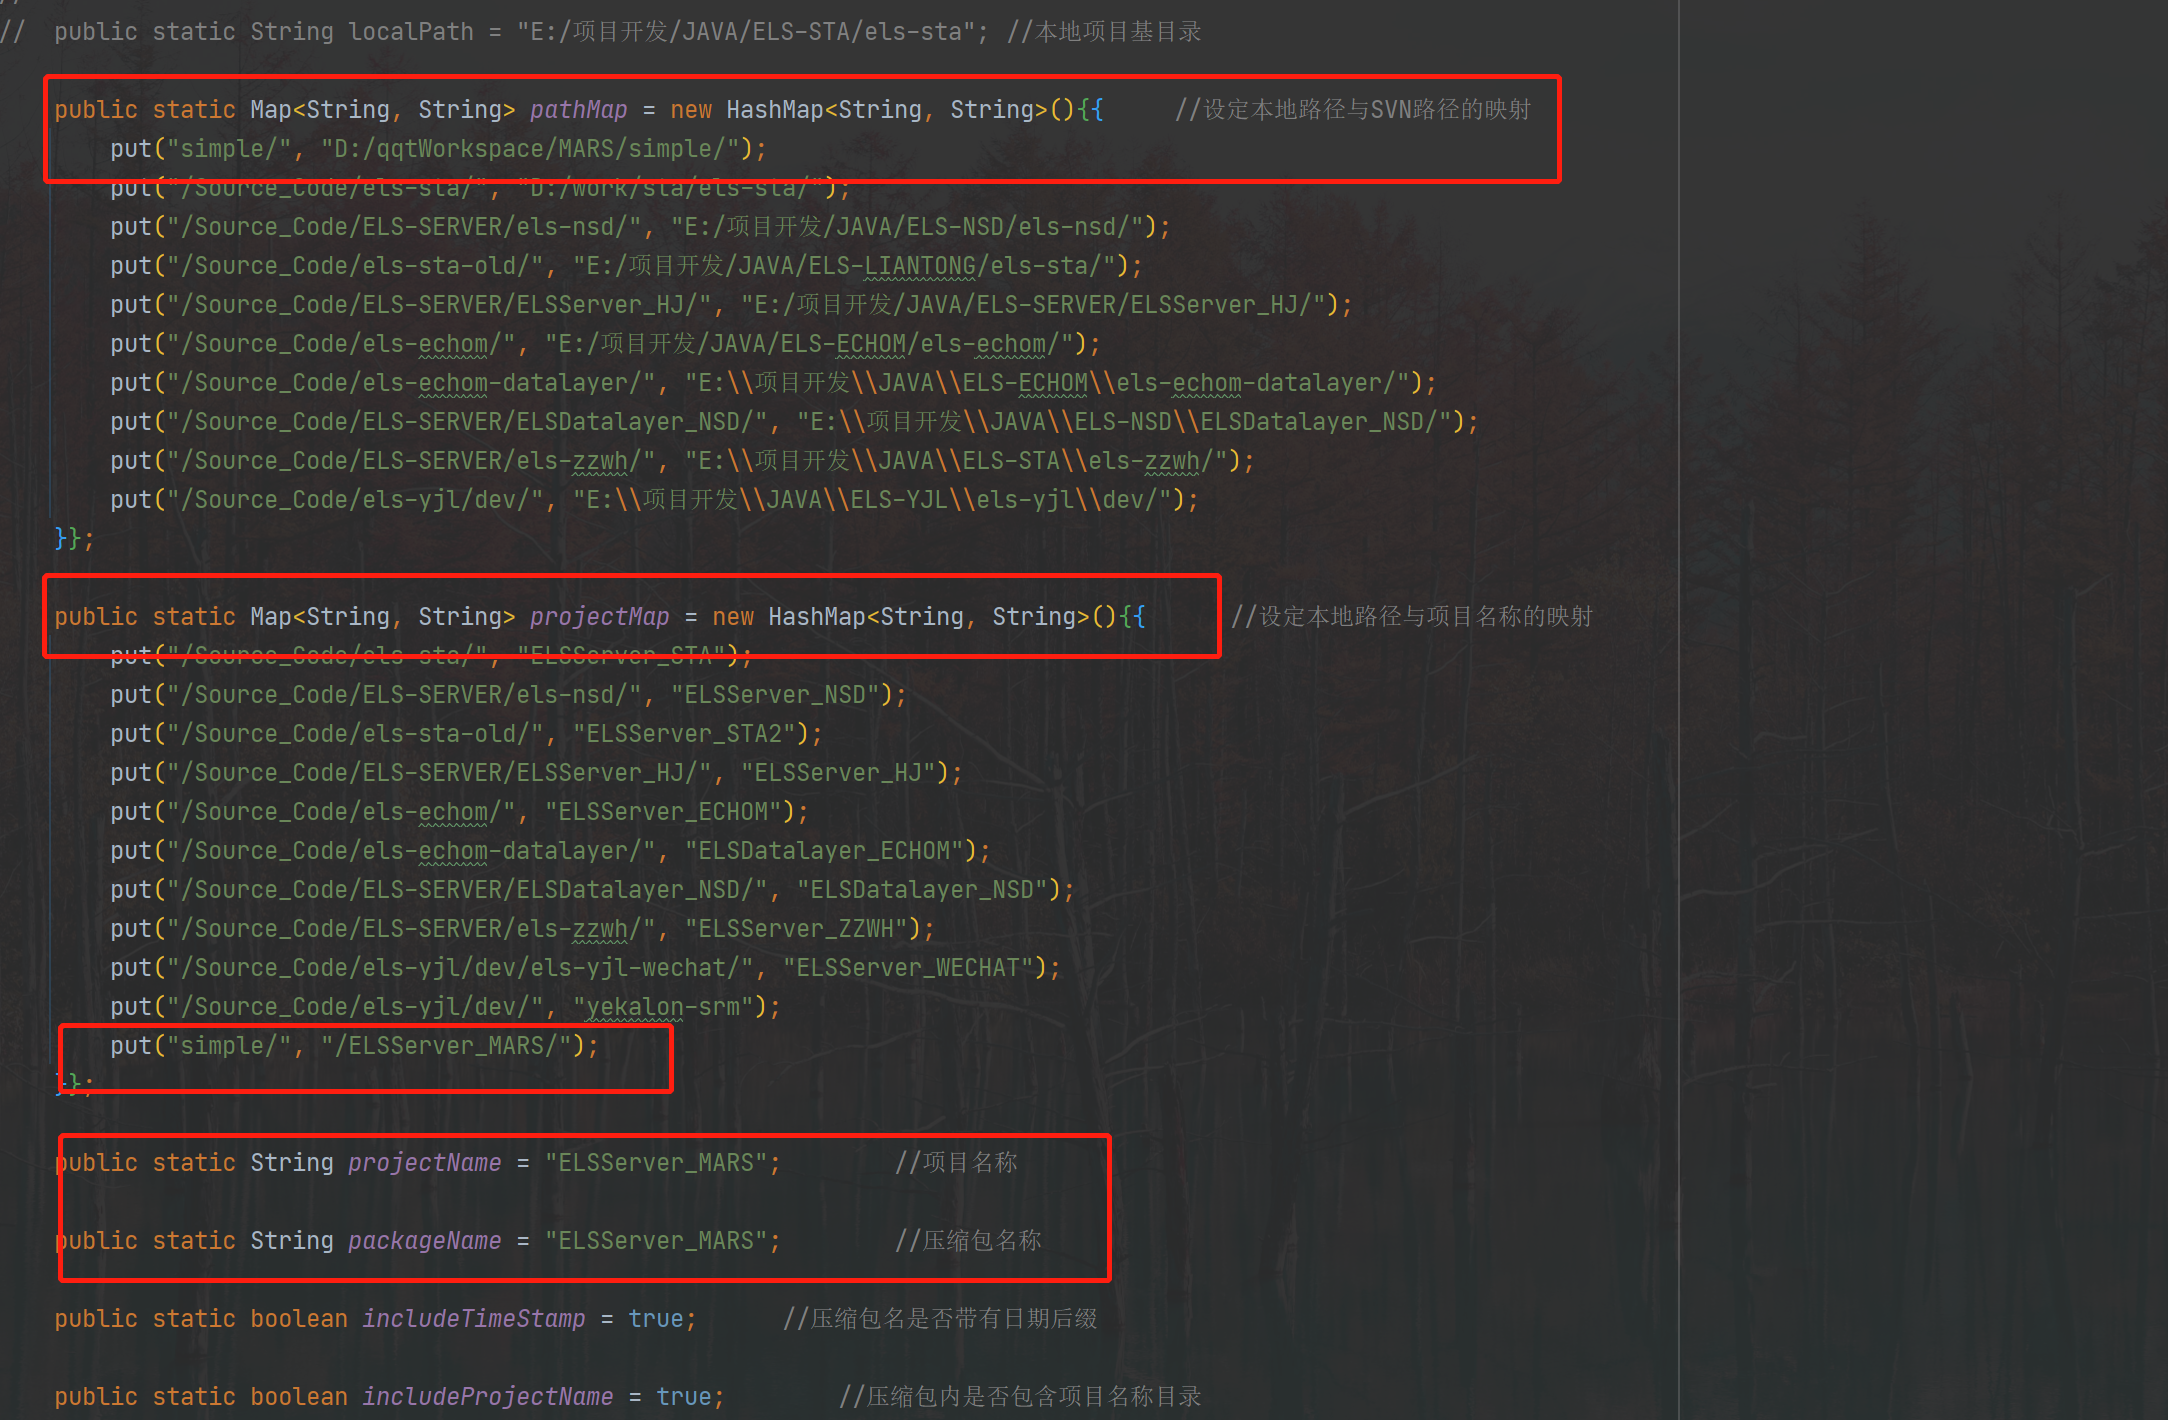 //
//  public static String localPath = "E:/项目开发/JAVA/ELS-STA/els-sta"; //本地项目基目录
public static Map<String, String> pathMap = new HashMap<String, String>(){{     //设定本地路径与SVN路径的映射
put("simple/", "D:/qqtWorkspace/MARS/simple/");
put("/Source_Code/els-sta/", "D:/Work/sta/els-sta/");
put("/Source_Code/ELS-SERVER/els-nsd/", "E:/项目开发/JAVA/ELS-NSD/els-nsd/");
put("/Source_Code/els-sta-old/", "E:/项目开发/JAVA/ELS-LIANTONG/els-sta/");
put("/Source_Code/ELS-SERVER/ELSServer_HJ/", "E:/项目开发/JAVA/ELS-SERVER/ELSServer_HJ/");
put("/Source_Code/els-echom/", "E:/项目开发/JAVA/ELS-ECHOM/els-echom/");
put("/Source_Code/els-echom-datalayer/", "E:\\项目开发\\JAVA\\ELS-ECHOM\\els-echom-datalayer/");
put("/Source_Code/ELS-SERVER/ELSDatalayer_NSD/", "E:\\项目开发\\JAVA\\ELS-NSD\\ELSDatalayer_NSD/");
put("/Source_Code/ELS-SERVER/els-zzwh/", "E:\\项目开发\\JAVA\\ELS-STA\\els-zzwh/");
put("/Source_Code/els-yjl/dev/", "E:\\项目开发\\JAVA\\ELS-YJL\\els-yjl\\dev/");
}};
public static Map<String, String> projectMap = new HashMap<String, String>(){{      //设定本地路径与项目名称的映射
put("/Source_Code/els-sta/", "ELSServer_STA");
put("/Source_Code/ELS-SERVER/els-nsd/", "ELSServer_NSD");
put("/Source_Code/els-sta-old/", "ELSServer_STA2");
put("/Source_Code/ELS-SERVER/ELSServer_HJ/", "ELSServer_HJ");
put("/Source_Code/els-echom/", "ELSServer_ECHOM");
put("/Source_Code/els-echom-datalayer/", "ELSDatalayer_ECHOM");
put("/Source_Code/ELS-SERVER/ELSDatalayer_NSD/", "ELSDatalayer_NSD");
put("/Source_Code/ELS-SERVER/els-zzwh/", "ELSServer_ZZWH");
put("/Source_Code/els-yjl/dev/els-yjl-wechat/", "ELSServer_WECHAT");
put("/Source_Code/els-yjl/dev/", "yekalon-srm");
put("simple/", "/ELSServer_MARS/");
}};
public static String projectName = "ELSServer_MARS";        //项目名称
public static String packageName = "ELSServer_MARS";        //压缩包名称
public static boolean includeTimeStamp = true;      //压缩包名是否带有日期后缀
public static boolean includeProjectName = true;        //压缩包内是否包含项目名称目录